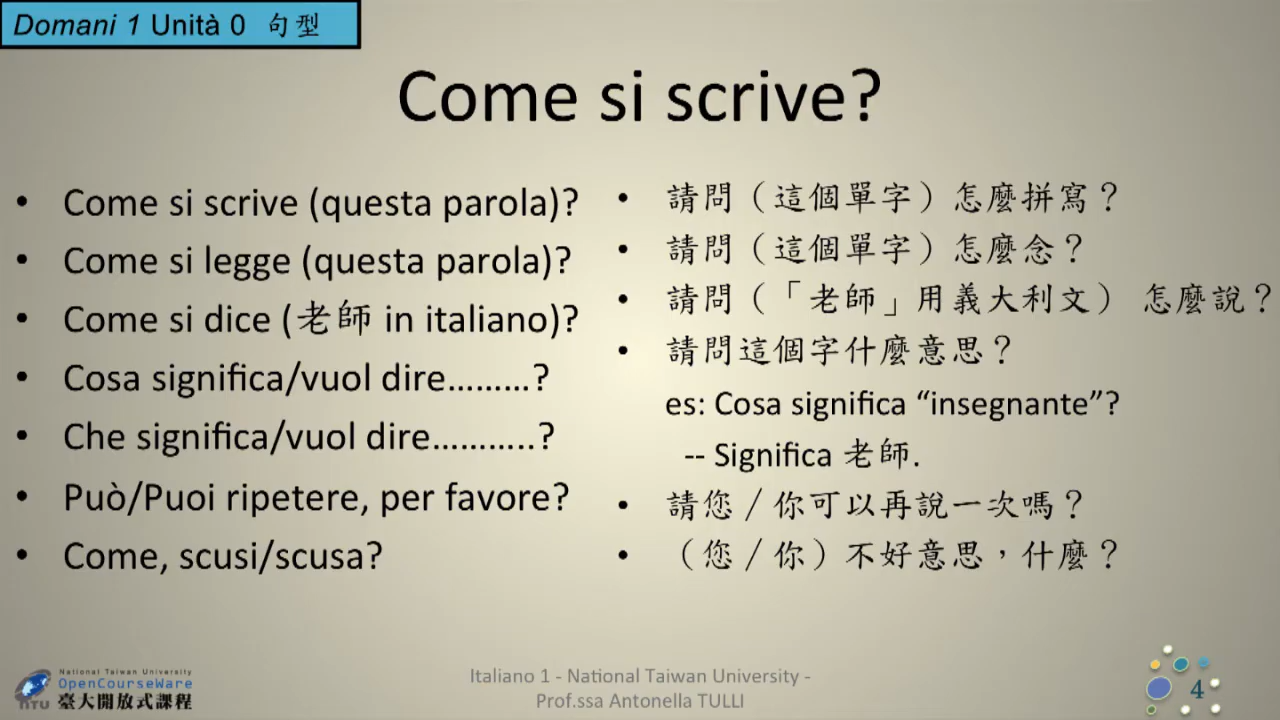 Domani 1 Unità 0 句型
Come si scrive?
• Come si scrive (questa parola)?
• Come si legge (questa parola)?
• Come si dice (老師 in italiano)?
• Cosa significa/vuol dire………?
• Che significa/vuol dire………..?
• Può/Puoi ripetere, per favore?
• Come, scusi/scusa?
• 請問（這個單字）怎麼拼寫？
• 請問（這個單字）怎麼念？
• 請問（「老師」用義大利文） 怎麼說？
• 請問這個字什麼意思？
es: Cosa significa “insegnante”?
-- Significa 老師.
• 請您／你可以再說一次嗎？
• （您／你）不好意思，什麼？
National Taiwan University
OpenCourseWare
NTU 臺大開放式課程
Italiano 1 - National Taiwan University -
Prof.ssa Antonella TULLI
4